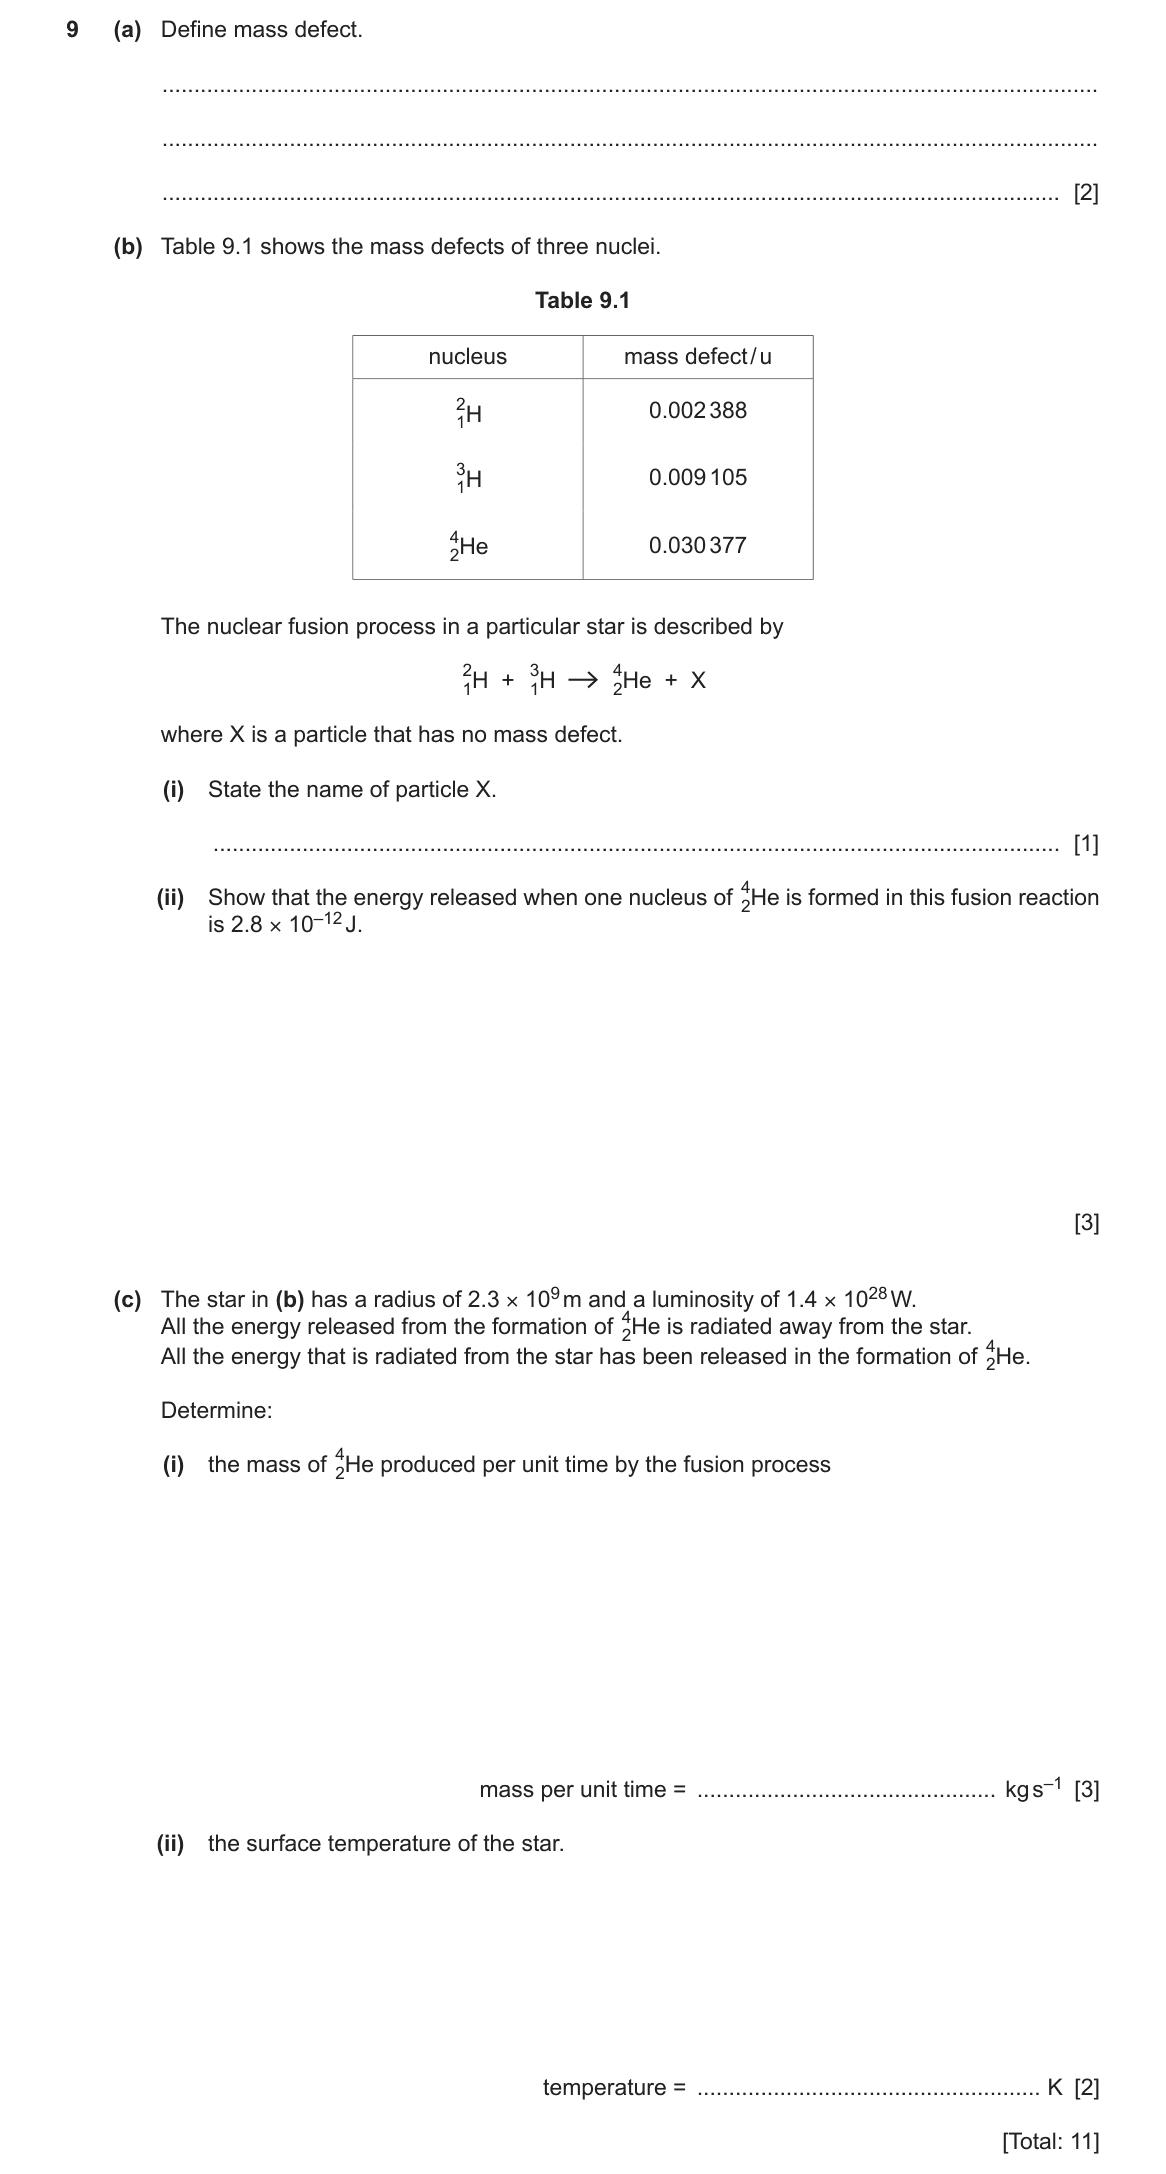 9 (a) Define mass defect.
..........................................................................................................................................
..........................................................................................................................................
.................................................................................................................................... [2]
(b) Table 9.1 shows the mass defects of three nuclei.
Table 9.1
nucleus mass defect/u
²₁H 0.002388
³₁H 0.009105
⁴₂He 0.030377
The nuclear fusion process in a particular star is described by
²₁H + ³₁H ⟶ ⁴₂He + X
where X is a particle that has no mass defect.
(i) State the name of particle X.
............................................................................................................................. [1]
(ii) Show that the energy released when one nucleus of ⁴₂He is formed in this fusion reaction
is 2.8 × 10⁻¹² J.
[3]
(c) The star in (b) has a radius of 2.3 × 10⁹ m and a luminosity of 1.4 × 10²⁸ W.
All the energy released from the formation of ⁴₂He is radiated away from the star.
All the energy that is radiated from the star has been released in the formation of ⁴₂He.
Determine:
(i) the mass of ⁴₂He produced per unit time by the fusion process
mass per unit time = ............................................... kg s⁻¹ [3]
(ii) the surface temperature of the star.
temperature = ...................................................... K [2]
[Total: 11]